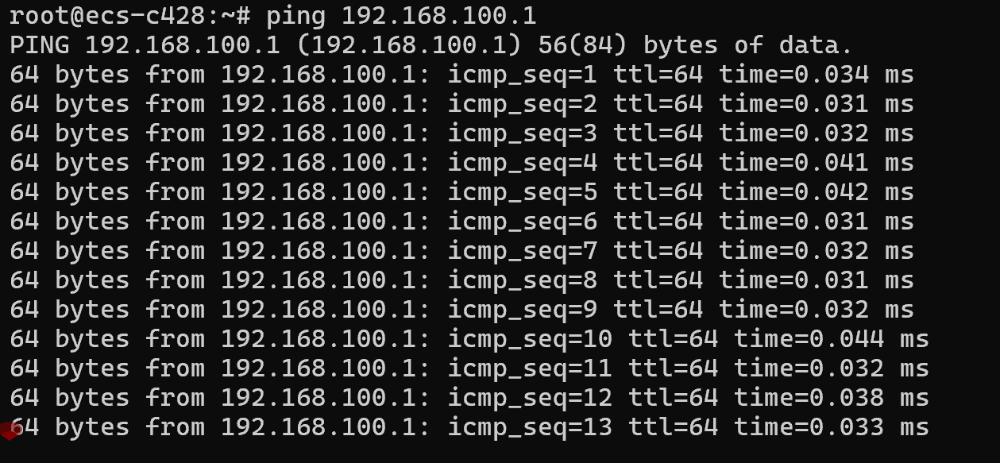 root@ecs-c428:~# ping 192.168.100.1
PING 192.168.100.1 (192.168.100.1) 56(84) bytes of data.
64 bytes from 192.168.100.1: icmp_seq=1 ttl=64 time=0.034 ms
64 bytes from 192.168.100.1: icmp_seq=2 ttl=64 time=0.031 ms
64 bytes from 192.168.100.1: icmp_seq=3 ttl=64 time=0.032 ms
64 bytes from 192.168.100.1: icmp_seq=4 ttl=64 time=0.041 ms
64 bytes from 192.168.100.1: icmp_seq=5 ttl=64 time=0.042 ms
64 bytes from 192.168.100.1: icmp_seq=6 ttl=64 time=0.031 ms
64 bytes from 192.168.100.1: icmp_seq=7 ttl=64 time=0.032 ms
64 bytes from 192.168.100.1: icmp_seq=8 ttl=64 time=0.031 ms
64 bytes from 192.168.100.1: icmp_seq=9 ttl=64 time=0.032 ms
64 bytes from 192.168.100.1: icmp_seq=10 ttl=64 time=0.044 ms
64 bytes from 192.168.100.1: icmp_seq=11 ttl=64 time=0.032 ms
64 bytes from 192.168.100.1: icmp_seq=12 ttl=64 time=0.038 ms
64 bytes from 192.168.100.1: icmp_seq=13 ttl=64 time=0.033 ms